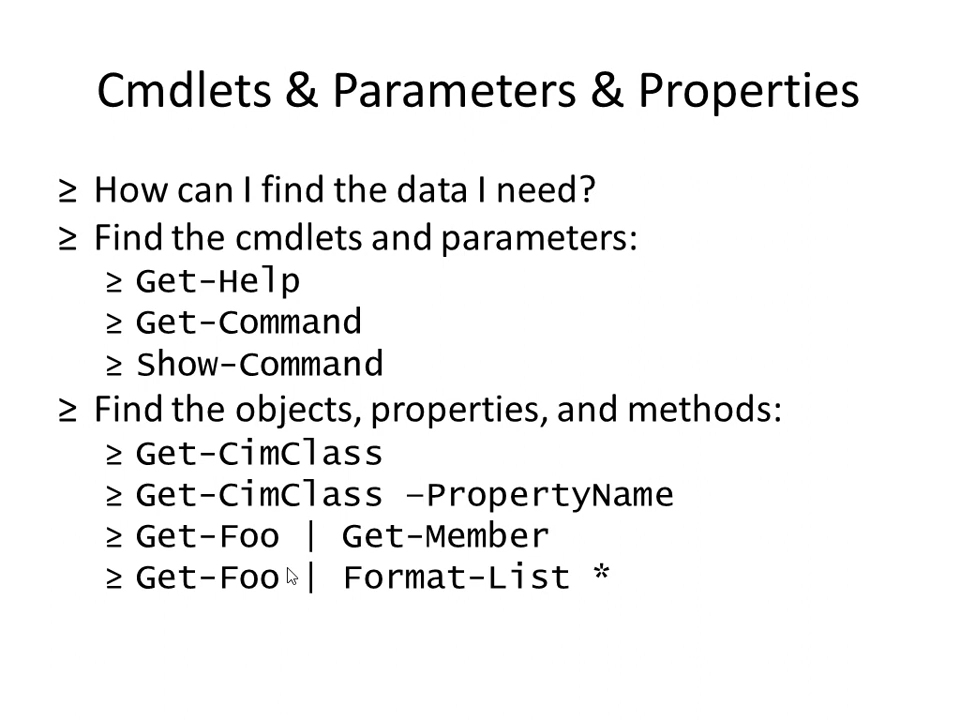 Cmdlets & Parameters & Properties
≥ How can I find the data I need?
≥ Find the cmdlets and parameters:
≥ Get-Help
≥ Get-Command
≥ Show-Command
≥ Find the objects, properties, and methods:
≥ Get-CimClass
≥ Get-CimClass –PropertyName
≥ Get-Foo | Get-Member
≥ Get-Foo | Format-List *